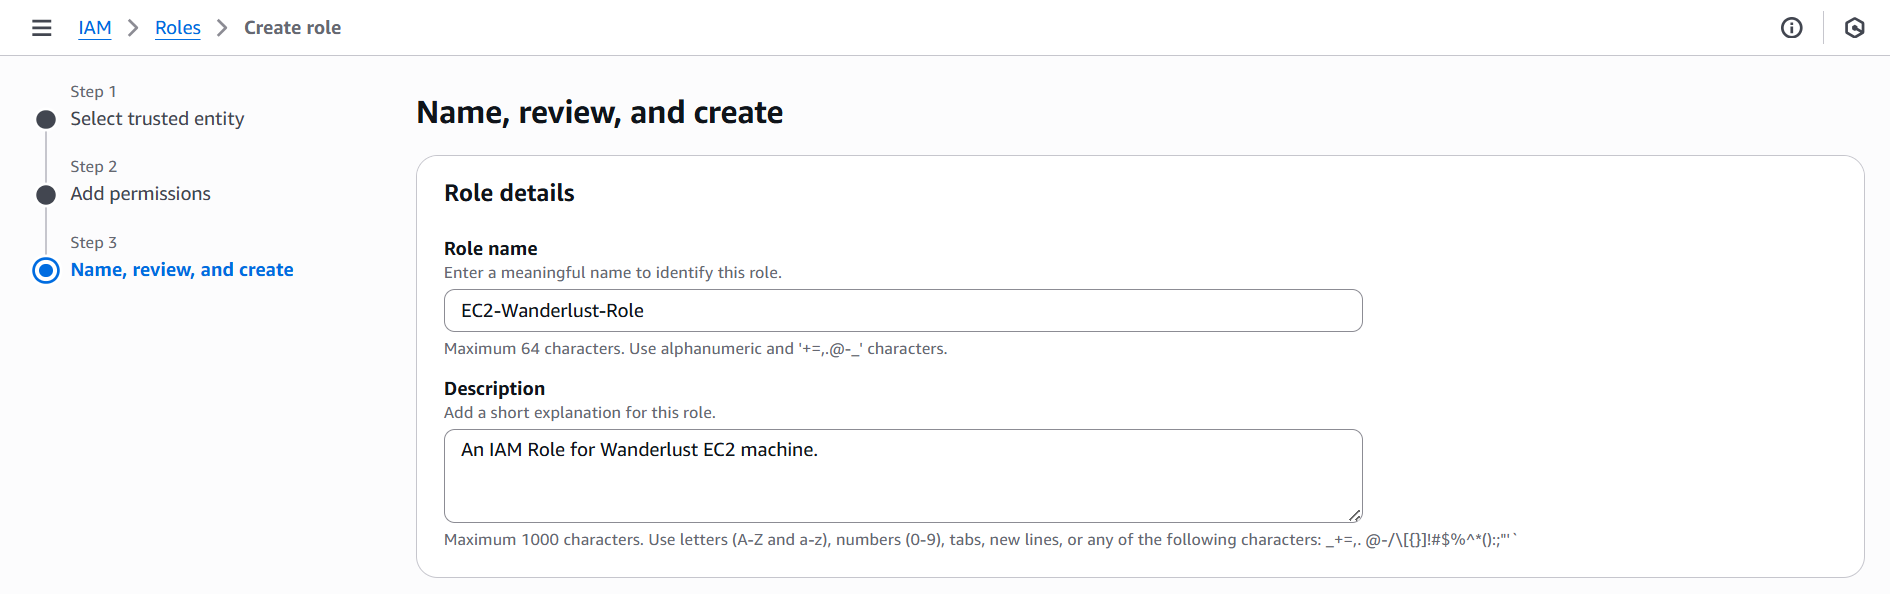 IAM > Roles > Create role
Step 1
Select trusted entity
Step 2
Add permissions
Step 3
Name, review, and create
Name, review, and create
Role details
Role name
Enter a meaningful name to identify this role.
EC2-Wanderlust-Role
Maximum 64 characters. Use alphanumeric and '+=,.@-_' characters.
Description
Add a short explanation for this role.
An IAM Role for Wanderlust EC2 machine.
Maximum 1000 characters. Use letters (A-Z and a-z), numbers (0-9), tabs, new lines, or any of the following characters: _+=,. @-/\[{}]!#$%^*():;"'`